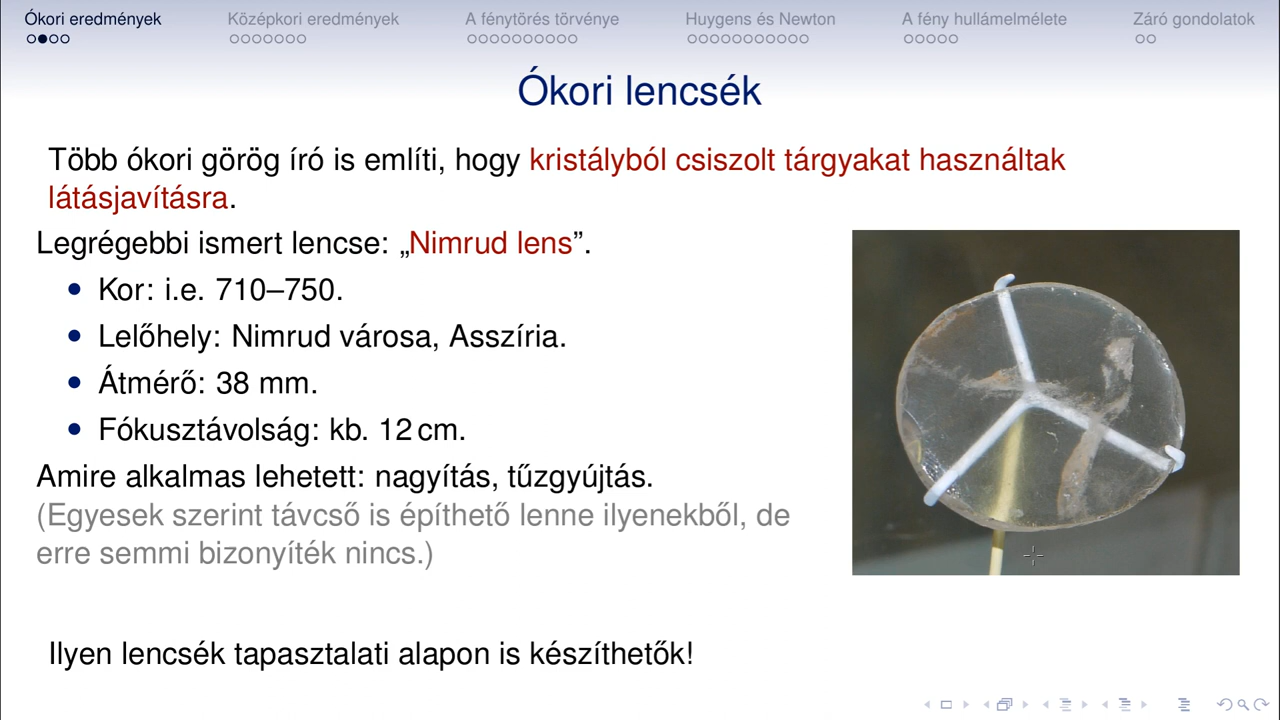 Ókori eredmények Középkori eredmények A fénytörés törvénye Huygens és Newton A fény hullámelmélete Záró gondolatok
Ókori lencsék
Több ókori görög író is említi, hogy kristályból csiszolt tárgyakat használtak
látásjavításra.
Legrégebbi ismert lencse: „Nimrud lens”.
• Kor: i.e. 710–750.
• Lelőhely: Nimrud városa, Asszíria.
• Átmérő: 38 mm.
• Fókusztávolság: kb. 12 cm.
Amire alkalmas lehetett: nagyítás, tűzgyújtás.
(Egyesek szerint távcső is építhető lenne ilyenekből, de
erre semmi bizonyíték nincs.)
Ilyen lencsék tapasztalati alapon is készíthetők!